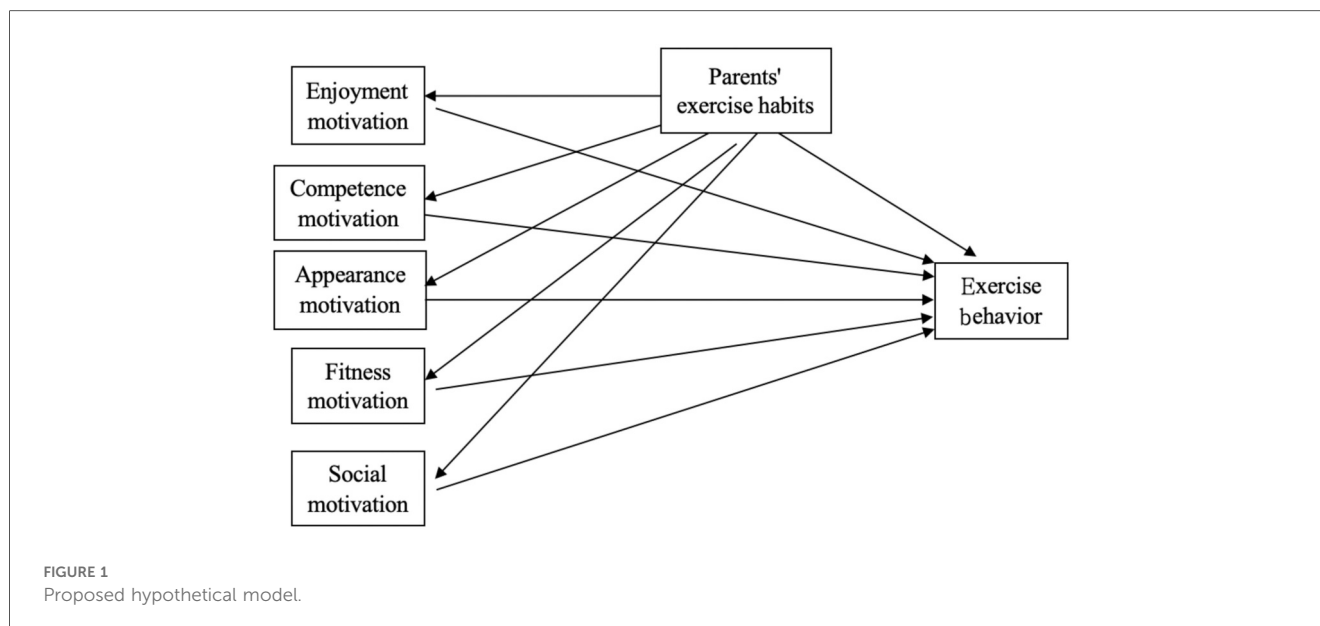 Parents'
exercise habits
Enjoyment
motivation
Competence
motivation
Appearance
motivation
Exercise
behavior
Fitness
motivation
Social
motivation
FIGURE 1
Proposed hypothetical model.